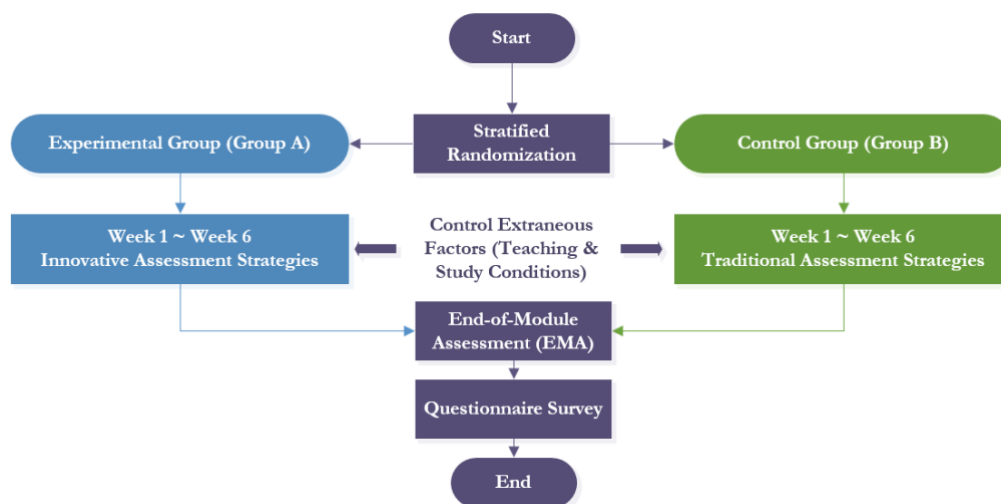 Start
Experimental Group (Group A)
Stratified
Randomization
Control Group (Group B)
Week 1 ~ Week 6
Innovative Assessment Strategies
Control Extraneous
Factors (Teaching &
Study Conditions)
Week 1 ~ Week 6
Traditional Assessment Strategies
End-of-Module
Assessment (EMA)
Questionnaire Survey
End